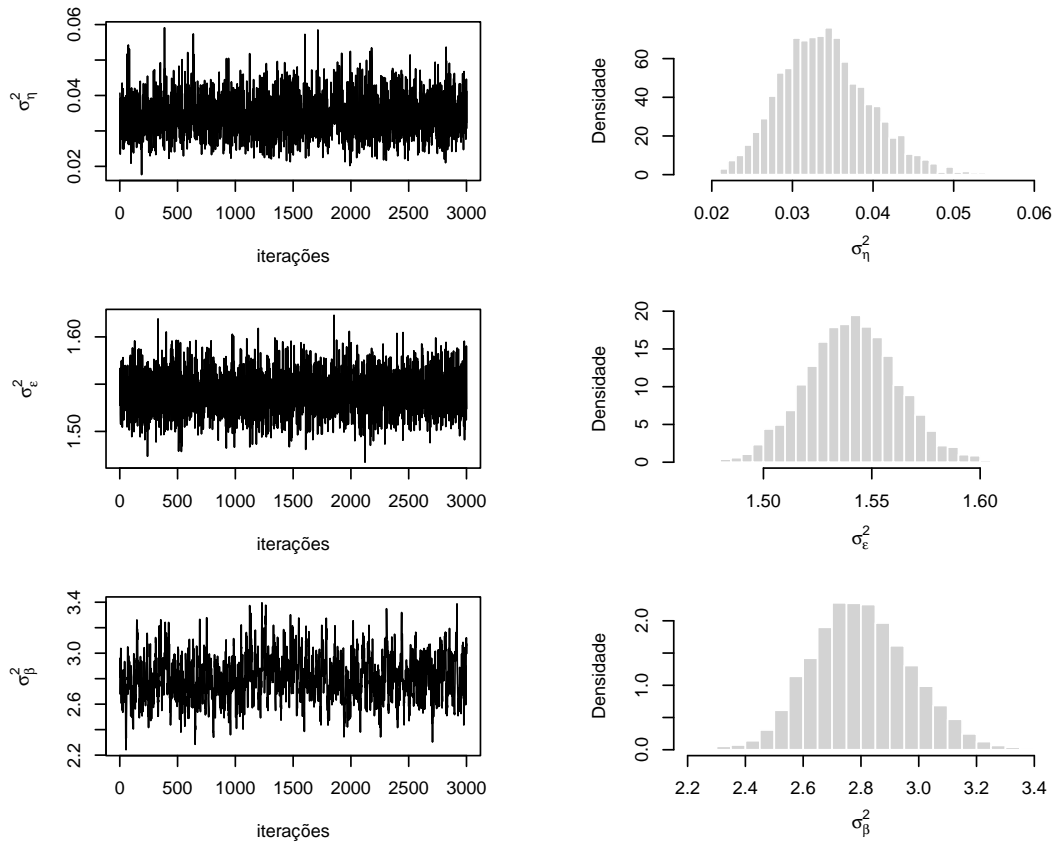 0.02 0.04 0.06
σ²η
0 500 1000 1500 2000 2500 3000
iterações
0 20 40 60
Densidade
0.02 0.03 0.04 0.05 0.06
σ²η
1.50 1.60
σ²ε
0 500 1000 1500 2000 2500 3000
iterações
0 5 10 15 20
Densidade
1.50 1.55 1.60
σ²ε
2.2 2.6 3.0 3.4
σ²β
0 500 1000 1500 2000 2500 3000
iterações
0.0 1.0 2.0
Densidade
2.2 2.4 2.6 2.8 3.0 3.2 3.4
σ²β